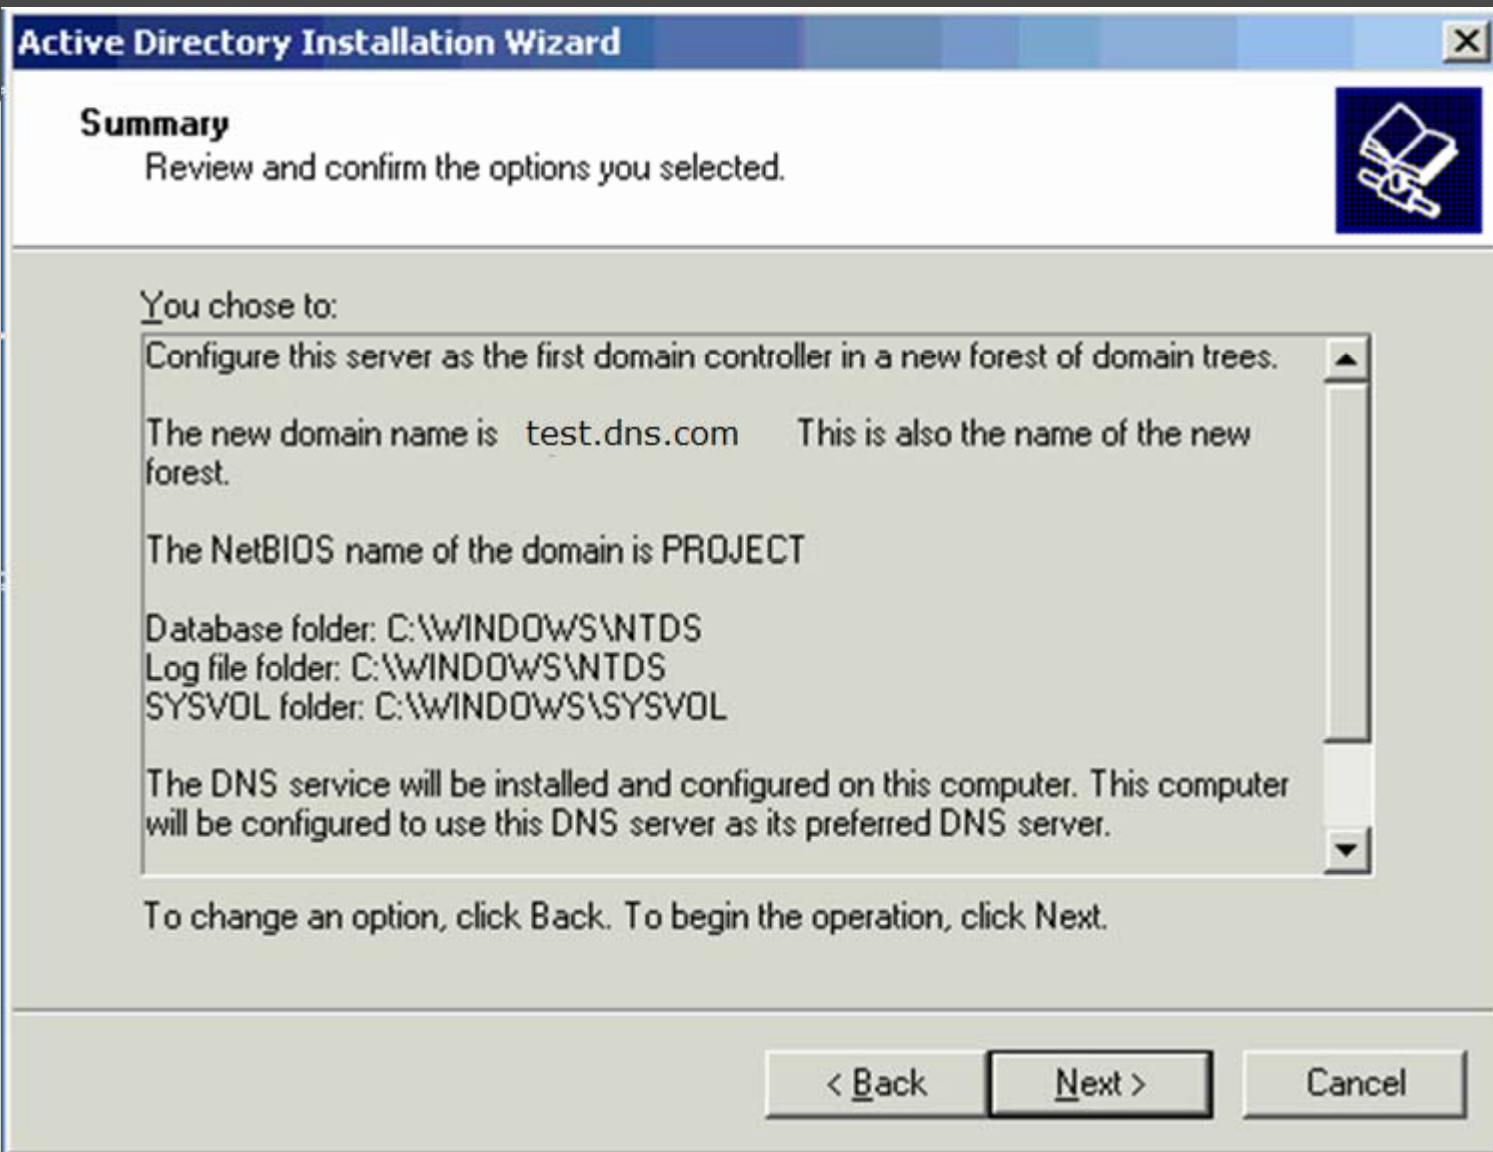 Active Directory Installation Wizard
Summary
Review and confirm the options you selected.
You chose to:
Configure this server as the first domain controller in a new forest of domain trees.
The new domain name is test.dns.com This is also the name of the new
forest.
The NetBIOS name of the domain is PROJECT
Database folder: C:\WINDOWS\NTDS
Log file folder: C:\WINDOWS\NTDS
SYSVOL folder: C:\WINDOWS\SYSVOL
The DNS service will be installed and configured on this computer. This computer
will be configured to use this DNS server as its preferred DNS server.
To change an option, click Back. To begin the operation, click Next.
< Back Next > Cancel